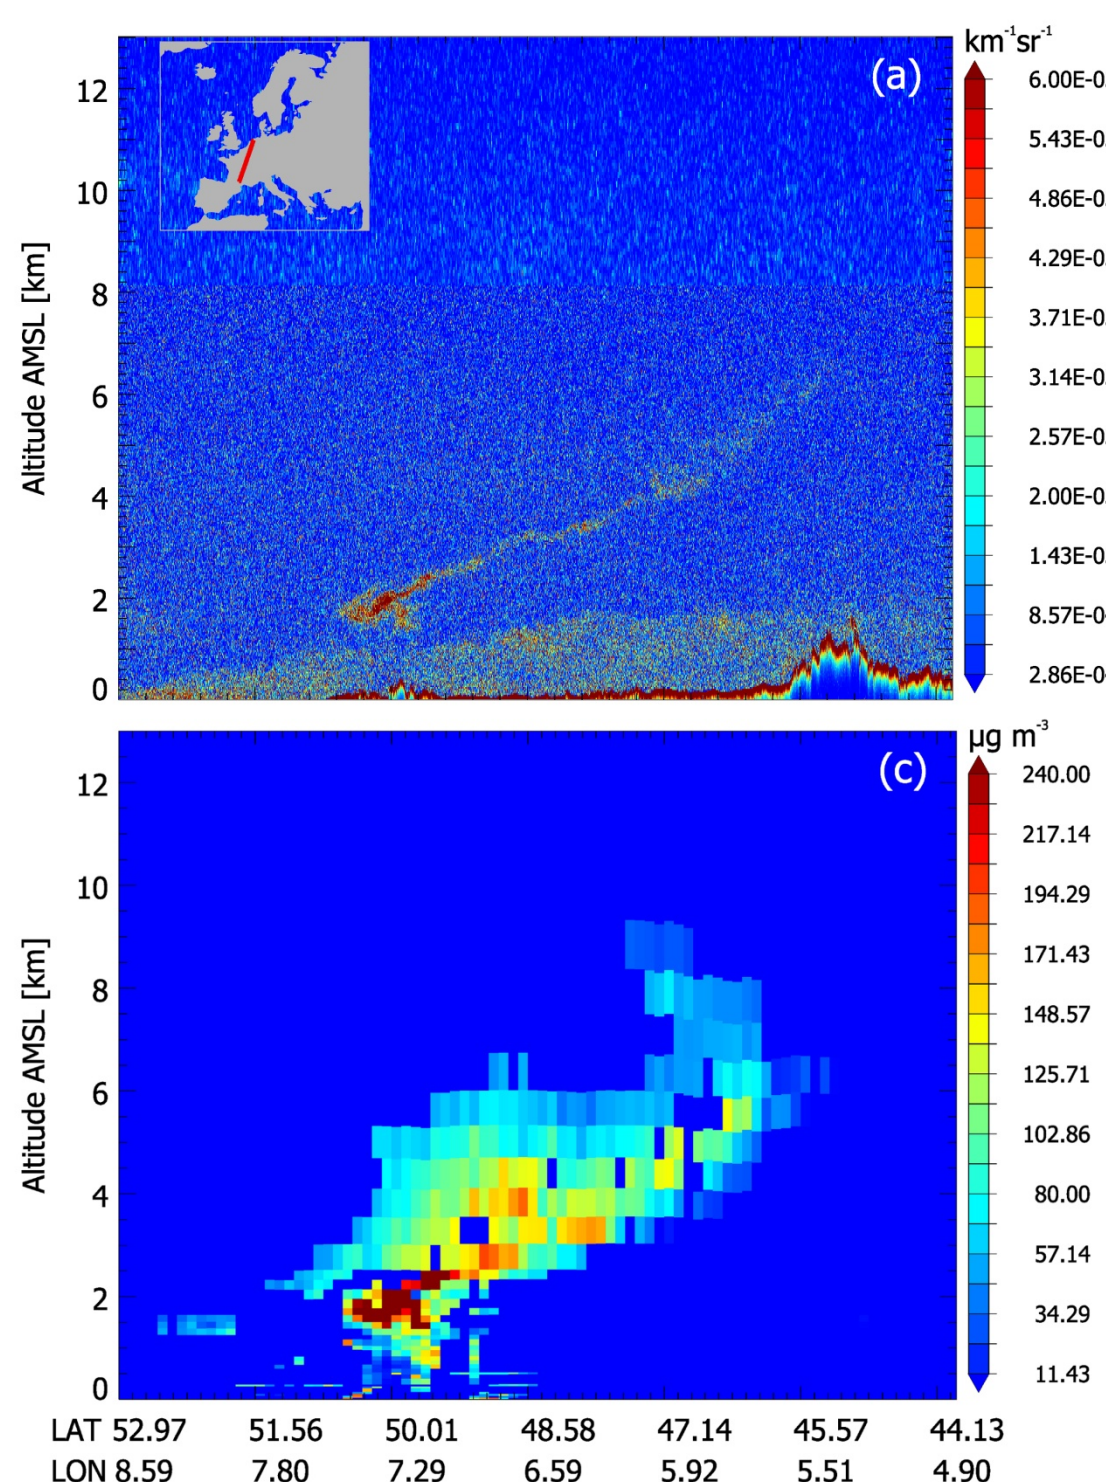 km⁻¹sr⁻¹
(a)
6.00E-0
12
5.43E-0
10
4.86E-0
4.29E-0
8
3.71E-0
6
3.14E-0
2.57E-0
4
2.00E-0
1.43E-0
2
8.57E-0
0
2.86E-0
Altitude AMSL [km]
µg m⁻³
(c)
240.00
12
217.14
10
194.29
171.43
8
148.57
6
125.71
102.86
4
80.00
57.14
2
34.29
0
11.43
Altitude AMSL [km]
LAT 52.97 51.56 50.01 48.58 47.14 45.57 44.13
LON 8.59 7.80 7.29 6.59 5.92 5.51 4.90